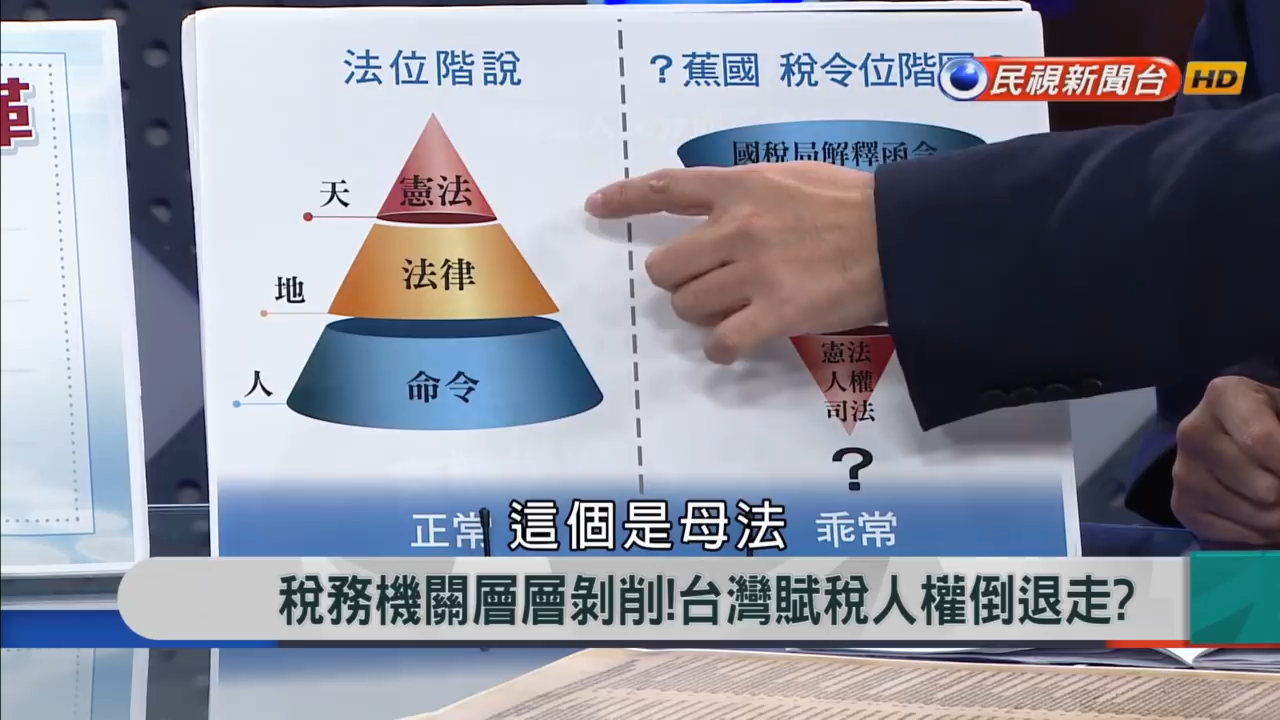 革
法位階說
？蕉國 稅令位階
民視新聞台 HD
天
憲法
地
法律
人
命令
國稅局解釋函令
憲法
人權
司法
？
正常
乖常
這個是母法
稅務機關層層剝削!台灣賦稅人權倒退走?